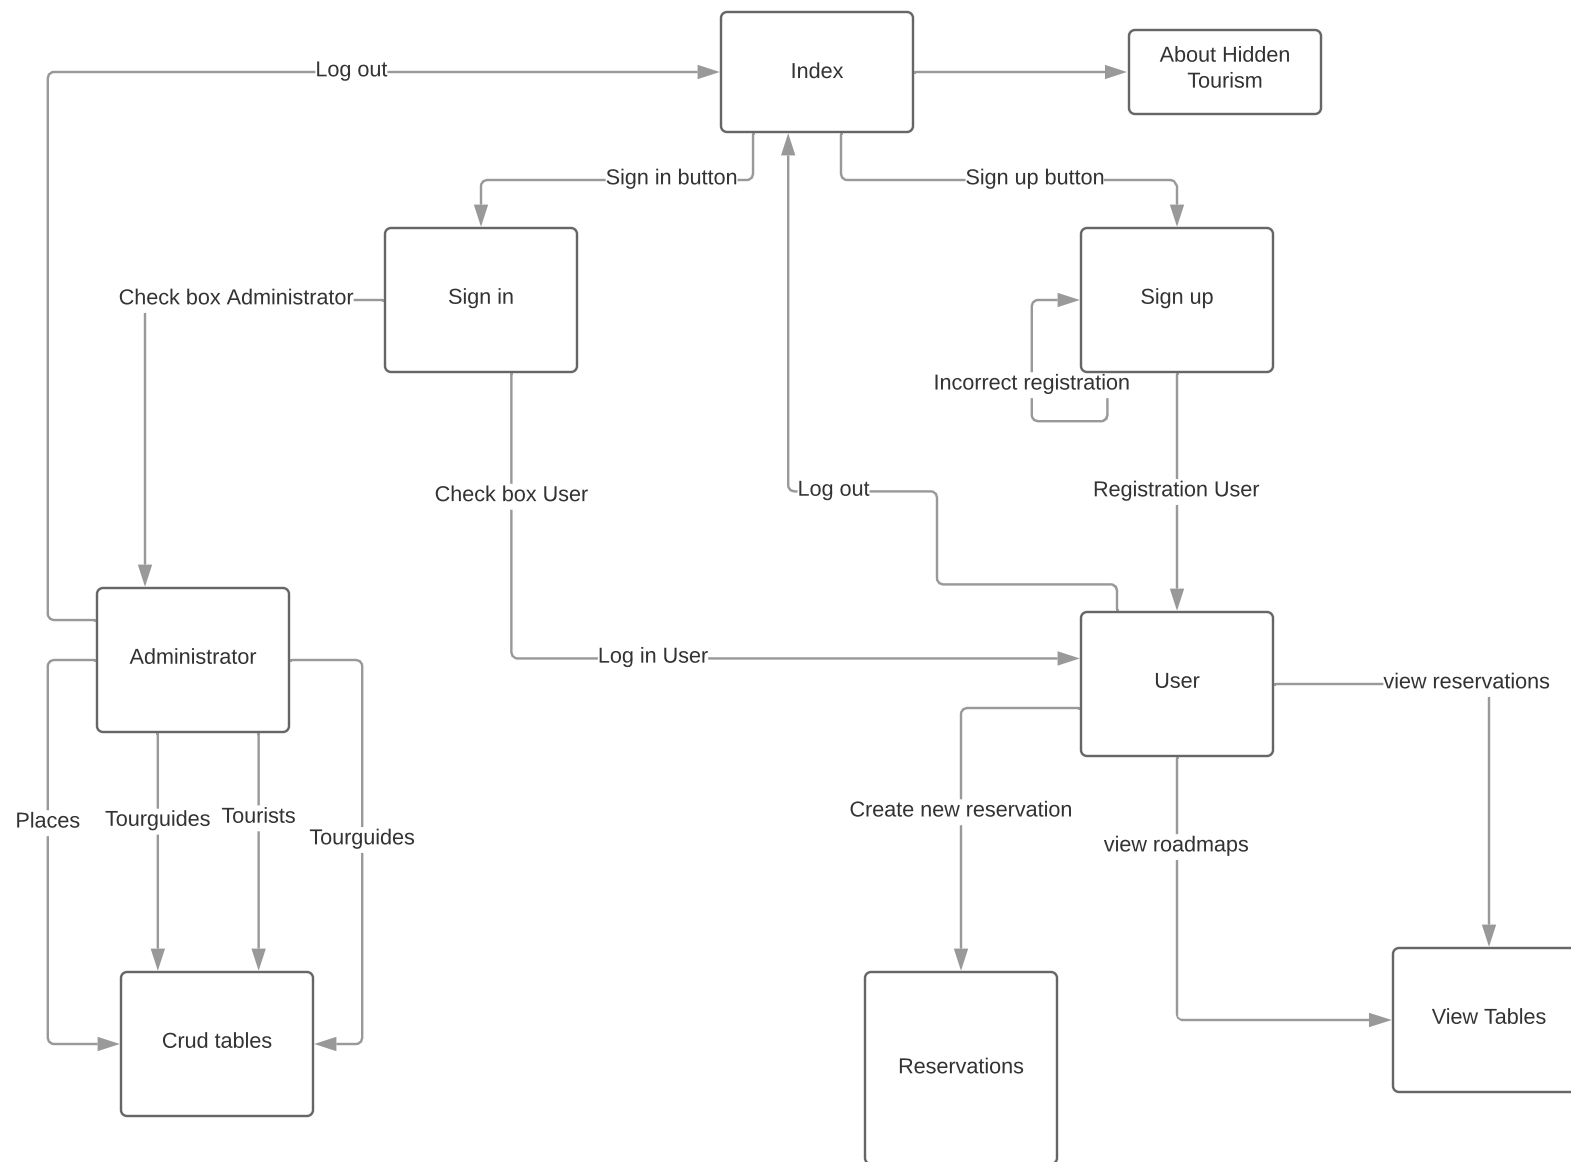 Index
About Hidden
Tourism
Log out
Sign in button
Sign up button
Sign in
Sign up
Check box Administrator
Incorrect registration
Check box User
Log out
Registration User
Administrator
Log in User
User
view reservations
Places
Tourguides
Tourists
Tourguides
Create new reservation
view roadmaps
Crud tables
Reservations
View Tables